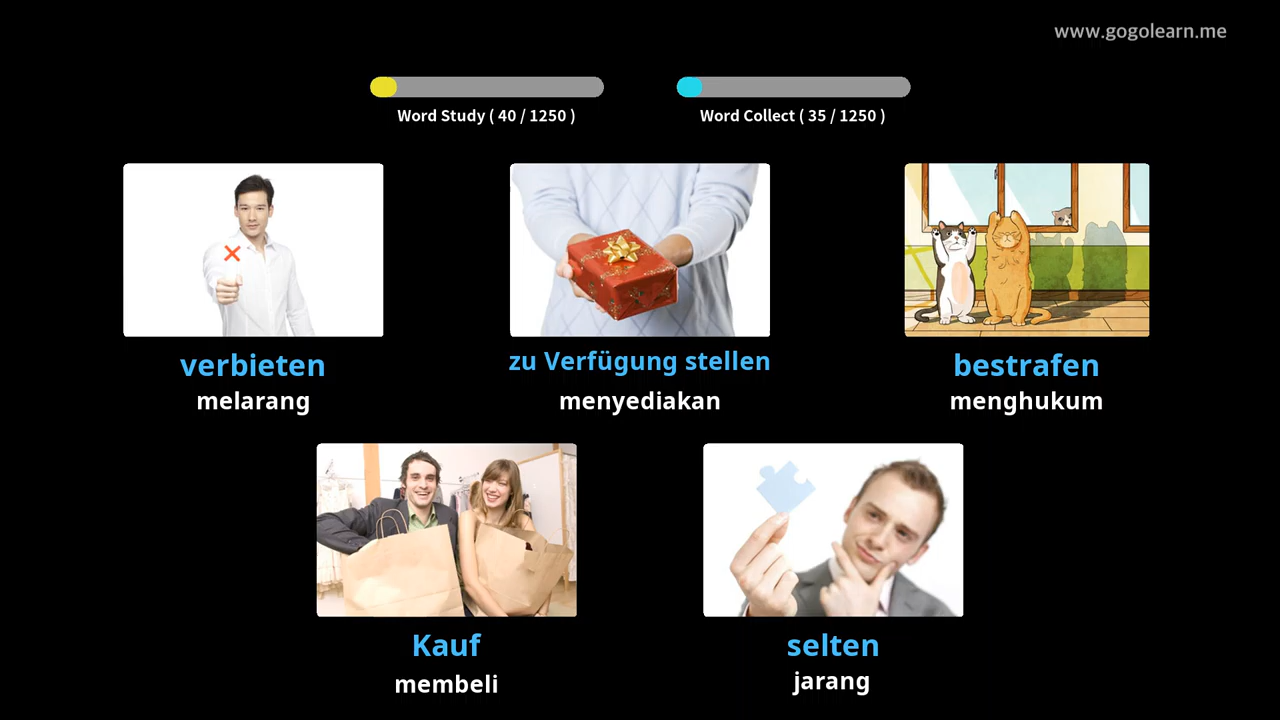 www.gogolearn.me
Word Study ( 40 / 1250 )
Word Collect ( 35 / 1250 )
verbieten
melarang
zu Verfügung stellen
menyediakan
bestrafen
menghukum
Kauf
membeli
selten
jarang